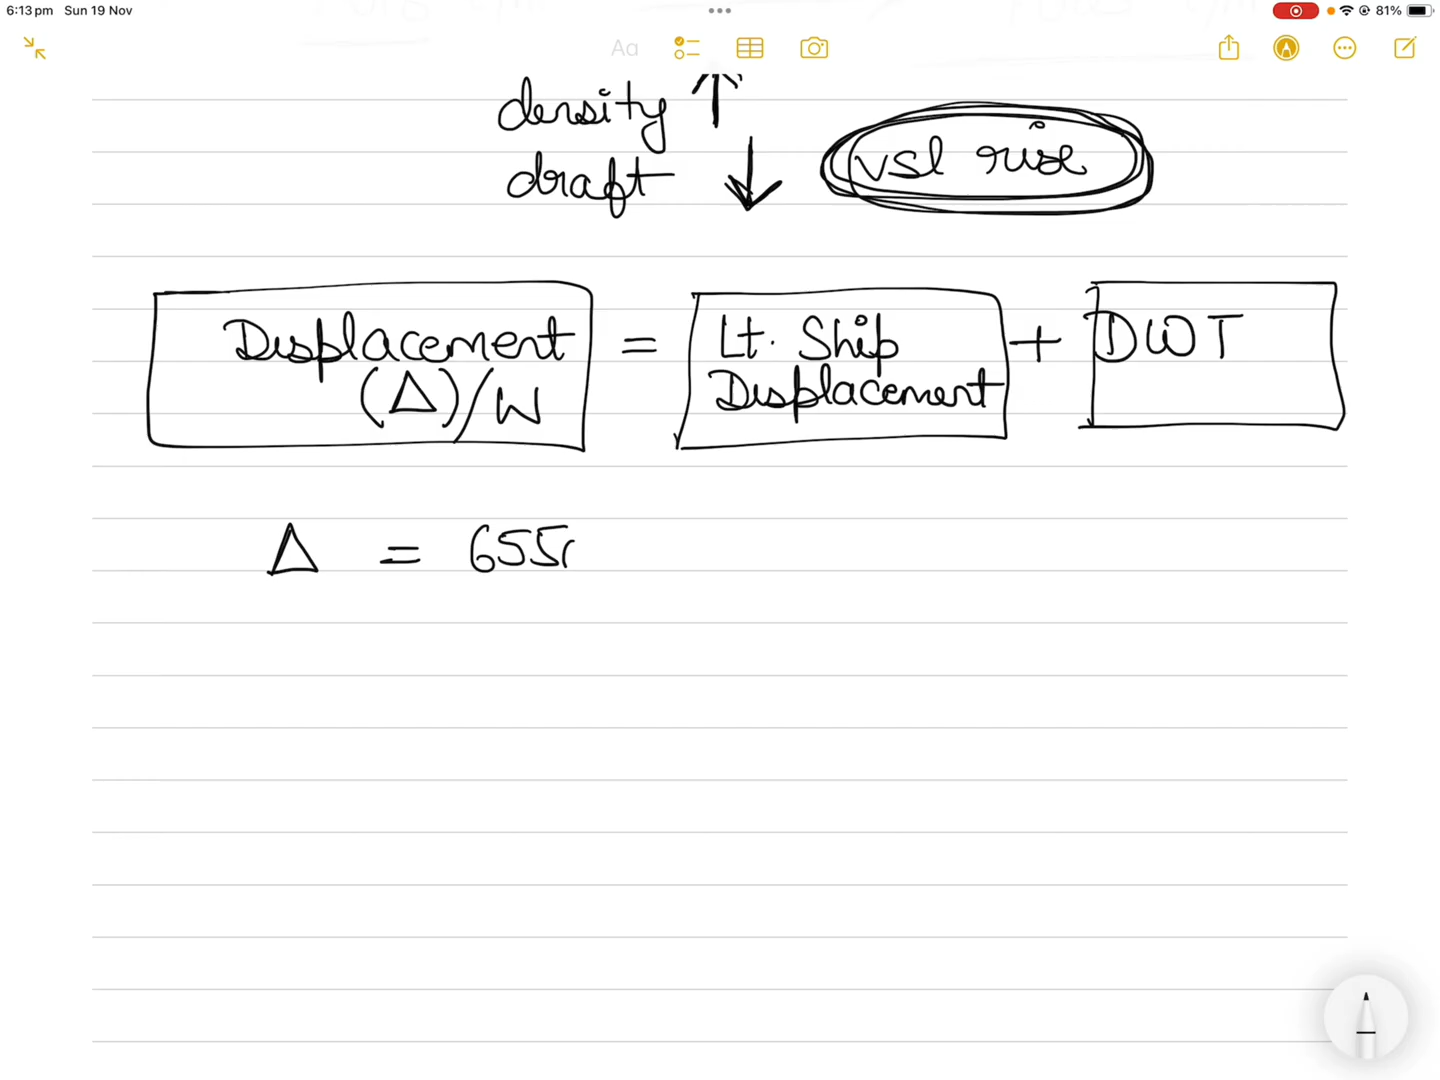 6:13 pm Sun 19 Nov
81%
Aa
density ↑
draft ↓ vsl rise
Displacement (Δ)/W = Lt. Ship Displacement + DWT
Δ = 655